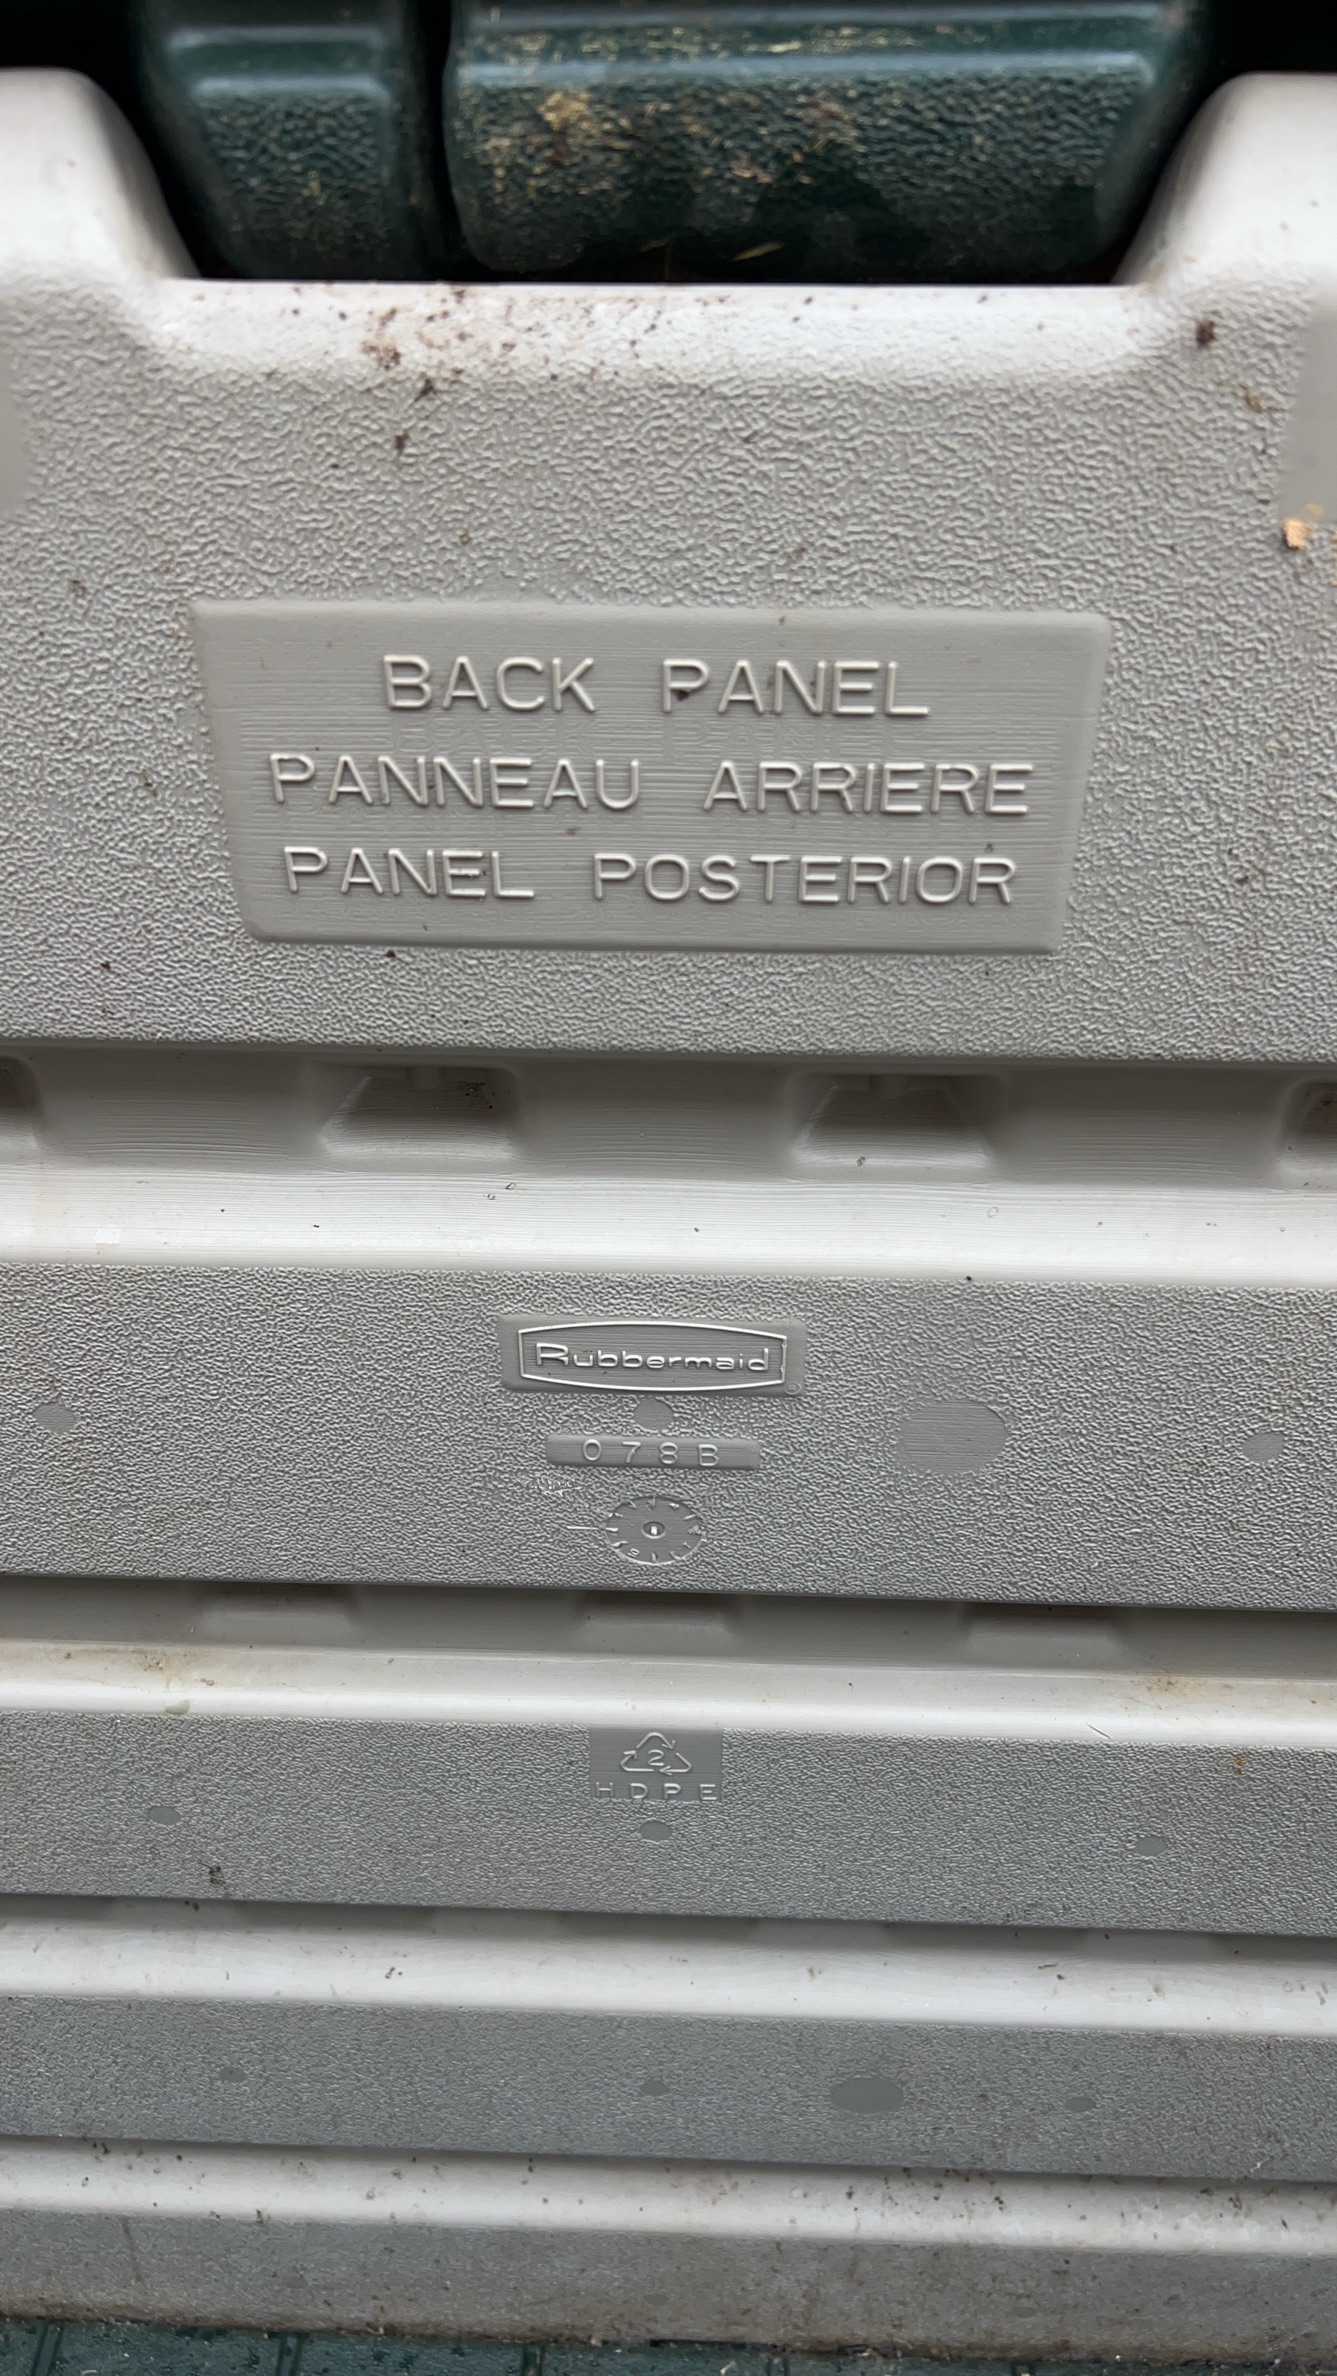 BACK PANEL
PANNEAU ARRIERE
PANEL POSTERIOR
Rubbermaid
®
078B
2
HDPE